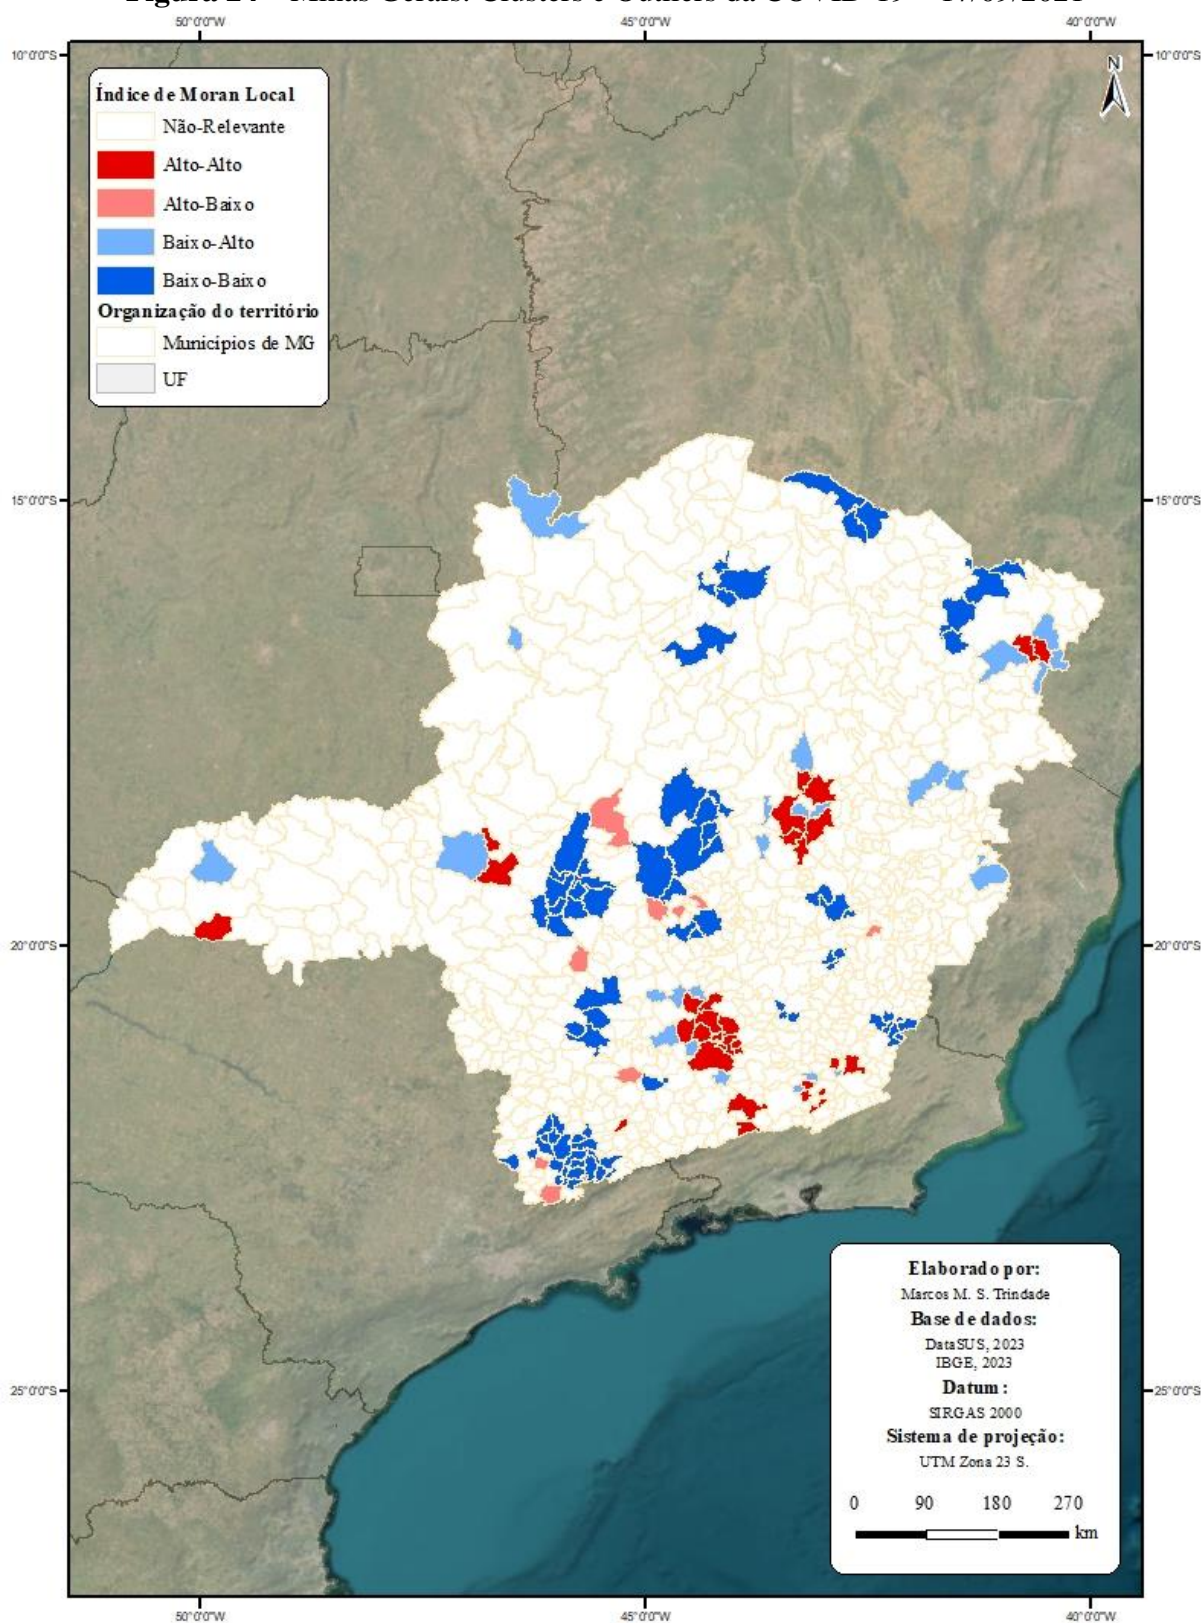 Figura 24 – Minas Gerais: Clusters e Outliers da COVID-19 – 17/09/2021
50°0'0"W 45°0'0"W 40°0'0"W
10°0'0"S 10°0'0"S
N
Índice de Moran Local
Não-Relevante
Alto-Alto
Alto-Baixo
Baixo-Alto
Baixo-Baixo
Organização do território
Municípios de MG
UF
15°0'0"S 15°0'0"S
20°0'0"S 20°0'0"S
Elaborado por:
Marcos M. S. Trindade
Base de dados:
DataSUS, 2023
IBGE, 2023
Datum :
SIRGAS 2000
Sistema de projeção:
UTM Zona 23 S.
0 90 180 270
km
25°0'0"S 25°0'0"S
50°0'0"W 45°0'0"W 40°0'0"W